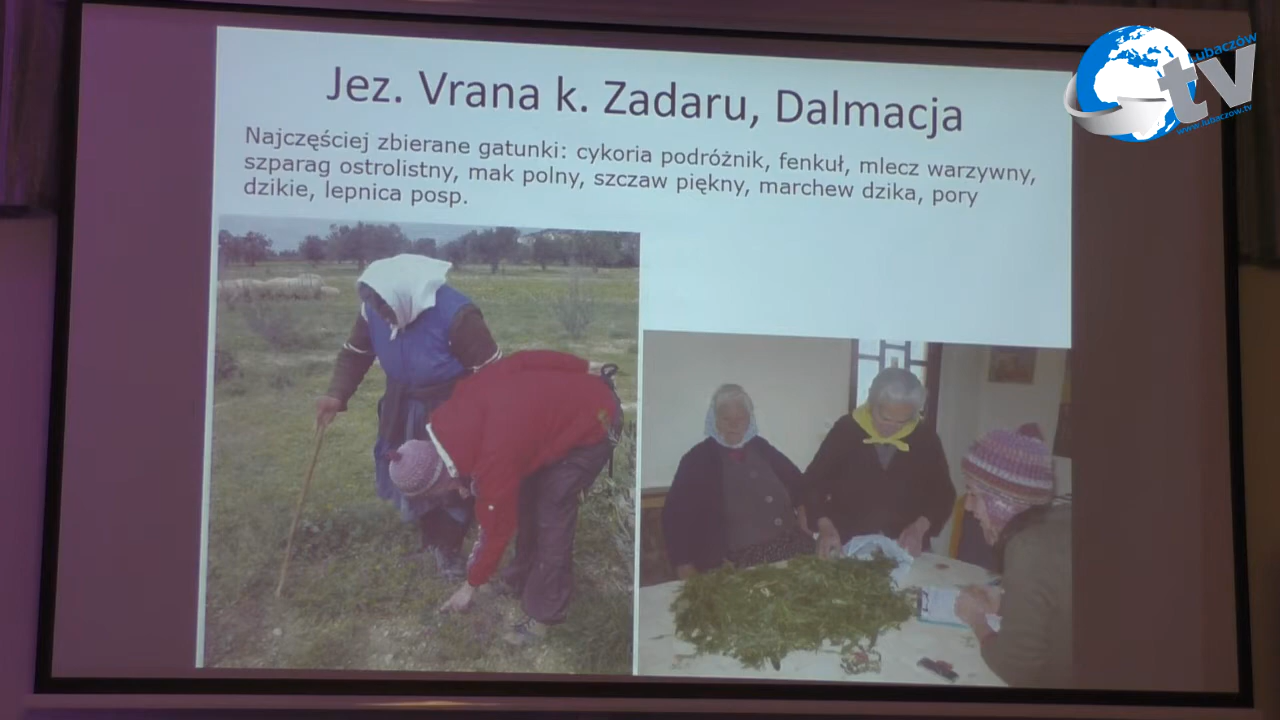 Jez. Vrana k. Zadaru, Dalmacja
Najczęściej zbierane gatunki: cykoria podróżnik, fenkuł, mlecz warzywny,
szparag ostrolistny, mak polny, szczaw piękny, marchew dzika, pory
dzikie, lepnica posp.
Lubaczów
tv
www.lubaczow.tv